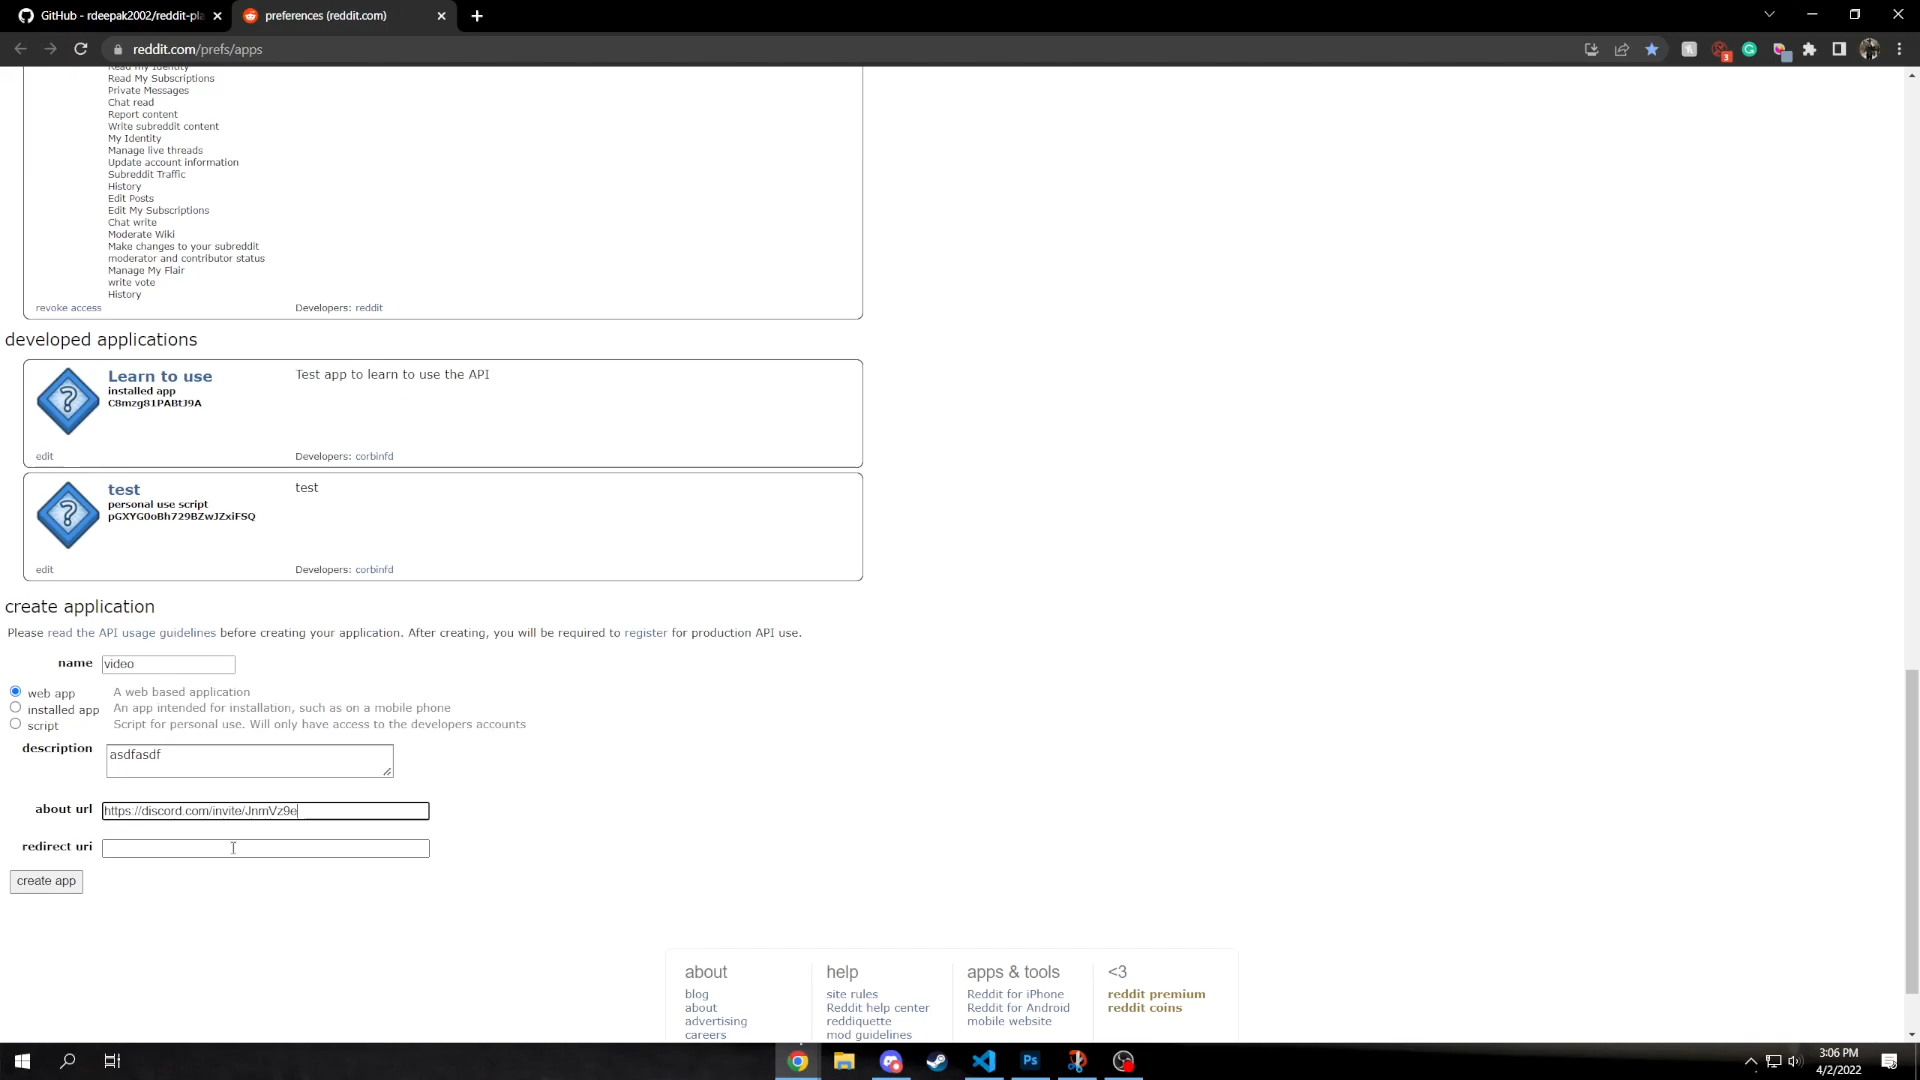 GitHub - rdeepak2002/reddit-pla
preferences (reddit.com)
reddit.com/prefs/apps
3
Read my Identity
Read My Subscriptions
Private Messages
Chat read
Report content
Write subreddit content
My Identity
Manage live threads
Update account information
Subreddit Traffic
History
Edit Posts
Edit My Subscriptions
Chat write
Moderate Wiki
Make changes to your subreddit
moderator and contributor status
Manage My Flair
write vote
History
revoke access
Developers: reddit
developed applications
Learn to use
installed app
C8mzg81PABtJ9A
Test app to learn to use the API
edit
Developers: corbinfd
test
personal use script
pGXYG0oBh729BZwJZxiFSQ
test
edit
Developers: corbinfd
create application
Please read the API usage guidelines before creating your application. After creating, you will be required to register for production API use.
name video
web app A web based application
installed app An app intended for installation, such as on a mobile phone
script Script for personal use. Will only have access to the developers accounts
description asdfasdf
about url https://discord.com/invite/JnmVz9e
redirect uri
create app
about
blog
about
advertising
careers
help
site rules
Reddit help center
reddiquette
mod guidelines
apps & tools
Reddit for iPhone
Reddit for Android
mobile website
<3
reddit premium
reddit coins
Ps
3:06 PM
4/2/2022